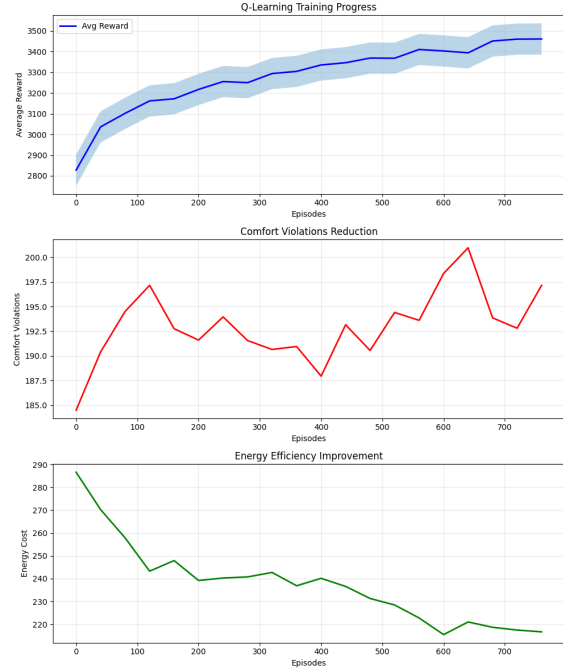 Q-Learning Training Progress
Avg Reward
Average Reward
3500
3400
3300
3200
3100
3000
2900
2800
0 100 200 300 400 500 600 700
Episodes
Comfort Violations Reduction
Comfort Violations
200.0
197.5
195.0
192.5
190.0
187.5
185.0
0 100 200 300 400 500 600 700
Episodes
Energy Efficiency Improvement
Energy Cost
290
280
270
260
250
240
230
220
0 100 200 300 400 500 600 700
Episodes